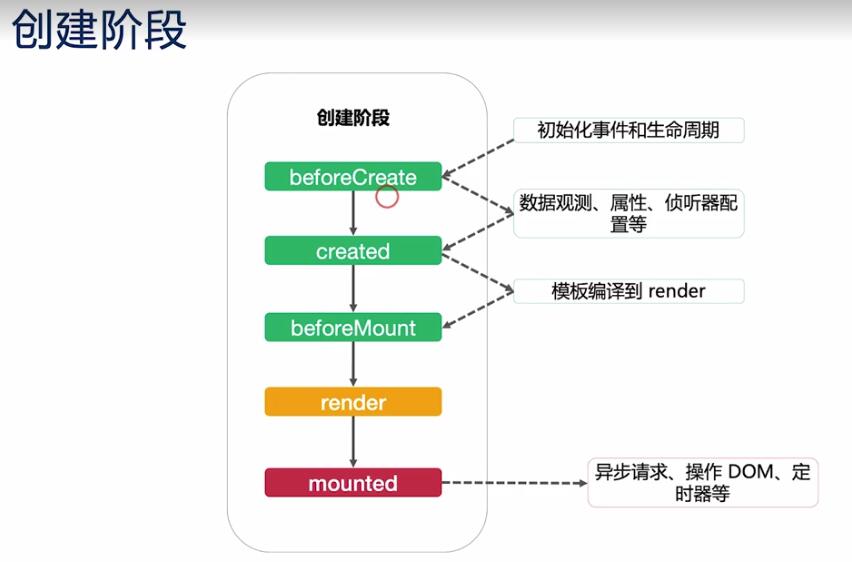 创建阶段
创建阶段
初始化事件和生命周期
beforeCreate
数据观测、属性、侦听器配
置等
created
模板编译到 render
beforeMount
render
mounted
异步请求、操作 DOM、定
时器等